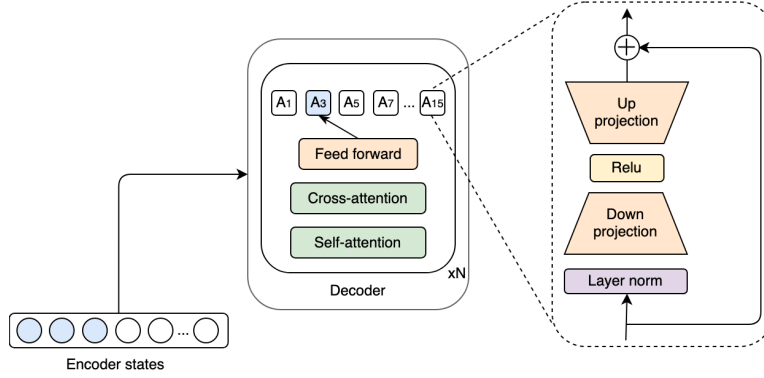 A1 A3 A5 A7 ... A15
Feed forward
Cross-attention
Self-attention
xN
Decoder
...
Encoder states
Up
projection
Relu
Down
projection
Layer norm